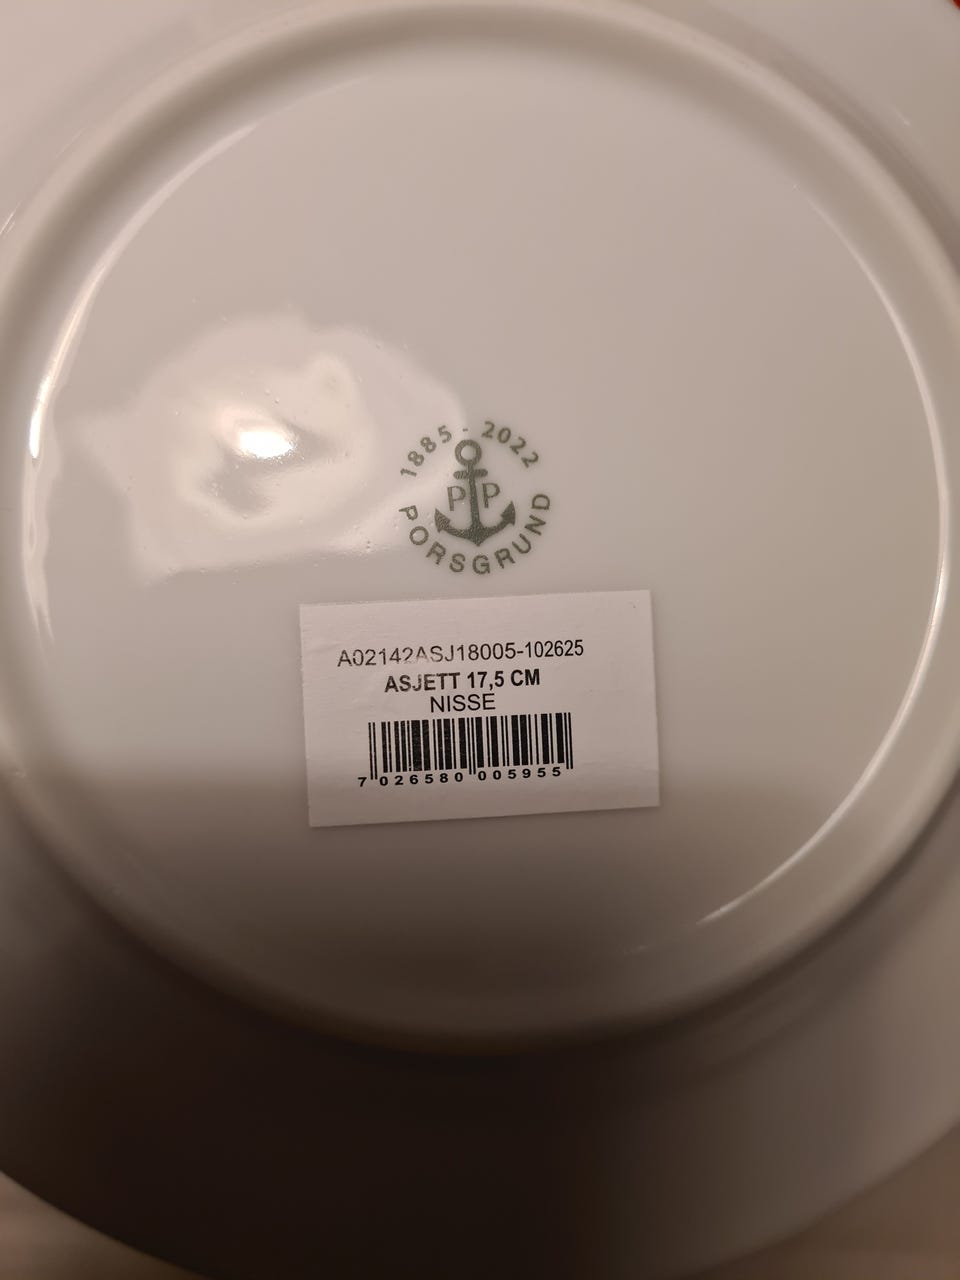 1885 - 2022
P P
PORSGRUND
A02142ASJ18005-102625
ASJETT 17,5 CM
NISSE
7 026580 005955